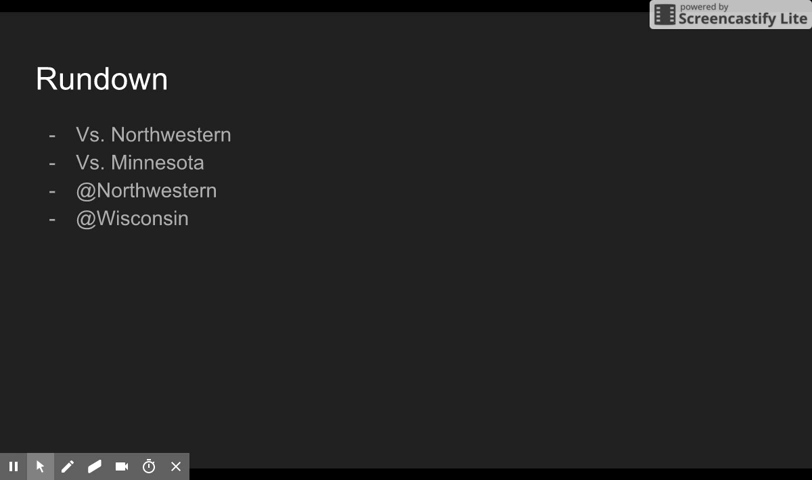 powered by
Screencastify Lite
Rundown
- Vs. Northwestern
- Vs. Minnesota
- @Northwestern
- @Wisconsin